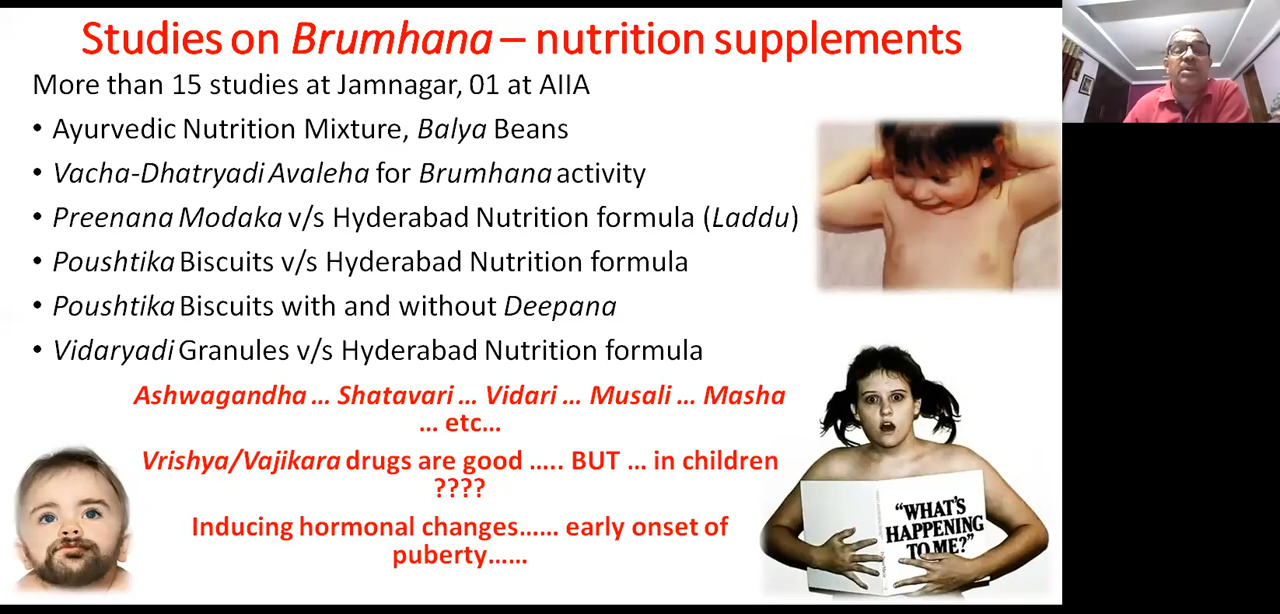 Studies on Brumhana – nutrition supplements
More than 15 studies at Jamnagar, 01 at AIIA
• Ayurvedic Nutrition Mixture, Balya Beans
• Vacha-Dhatryadi Avaleha for Brumhana activity
• Preenana Modaka v/s Hyderabad Nutrition formula (Laddu)
• Poushtika Biscuits v/s Hyderabad Nutrition formula
• Poushtika Biscuits with and without Deepana
• Vidaryadi Granules v/s Hyderabad Nutrition formula
Ashwagandha … Shatavari … Vidari … Musali … Masha
… etc…
Vrishya/Vajikara drugs are good ….. BUT … in children
????
Inducing hormonal changes…… early onset of
puberty……
"WHAT'S
HAPPENING
TO ME?"